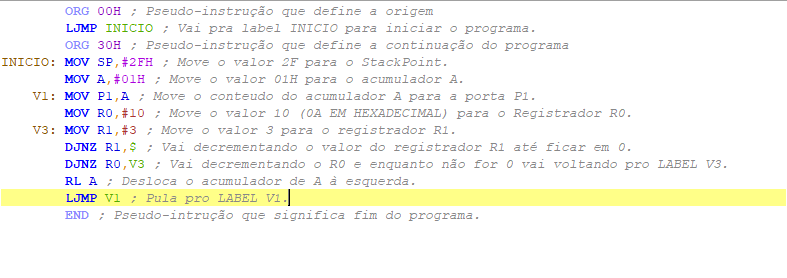 ORG 00H ; Pseudo-instrução que define a origem
LJMP INICIO ; Vai pra label INICIO para iniciar o programa.
ORG 30H ; Pseudo-instrução que define a continuação do programa
INICIO: MOV SP,#2FH ; Move o valor 2F para o StackPoint.
MOV A,#01H ; Move o valor 01H para o acumulador A.
V1: MOV P1,A ; Move o conteudo do acumulador A para a porta P1.
MOV R0,#10 ; Move o valor 10 (0A EM HEXADECIMAL) para o Registrador R0.
V3: MOV R1,#3 ; Move o valor 3 para o registrador R1.
DJNZ R1,$ ; Vai decrementando o valor do registrador R1 até ficar em 0.
DJNZ R0,V3 ; Vai decrementando o R0 e enquanto não for 0 vai voltando pro LABEL V3.
RL A ; Desloca o acumulador de A à esquerda.
LJMP V1 ; Pula pro LABEL V1.
END ; Pseudo-intrução que significa fim do programa.